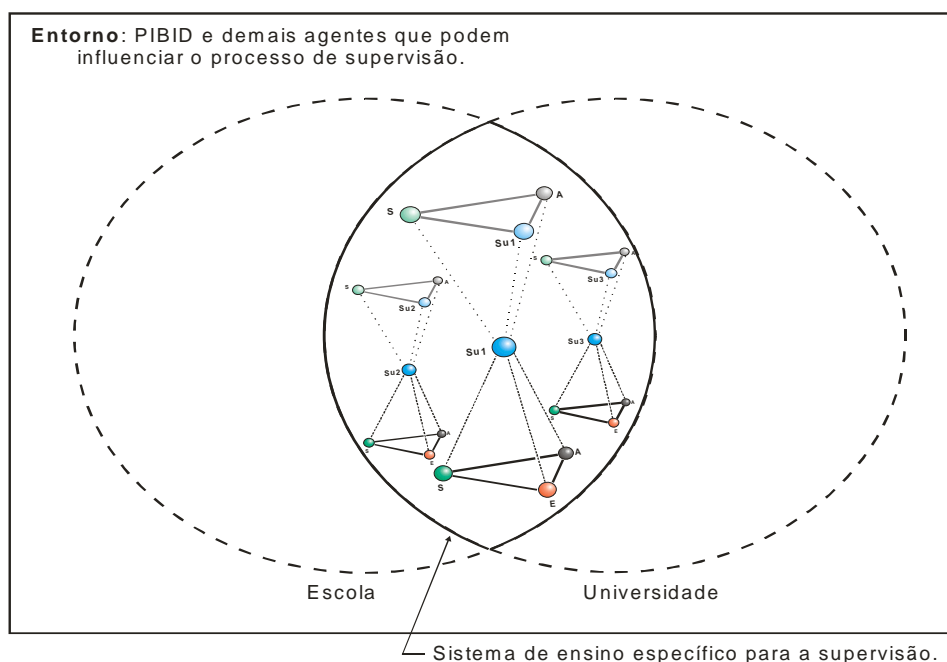 Entorno: PIBID e demais agentes que podem
influenciar o processo de supervisão.
S
A
Su1
S
A
Su3
S
A
Su2
Su1
Su3
Su2
S
A
E
S
A
E
S
A
E
Escola
Universidade
Sistema de ensino específico para a supervisão.